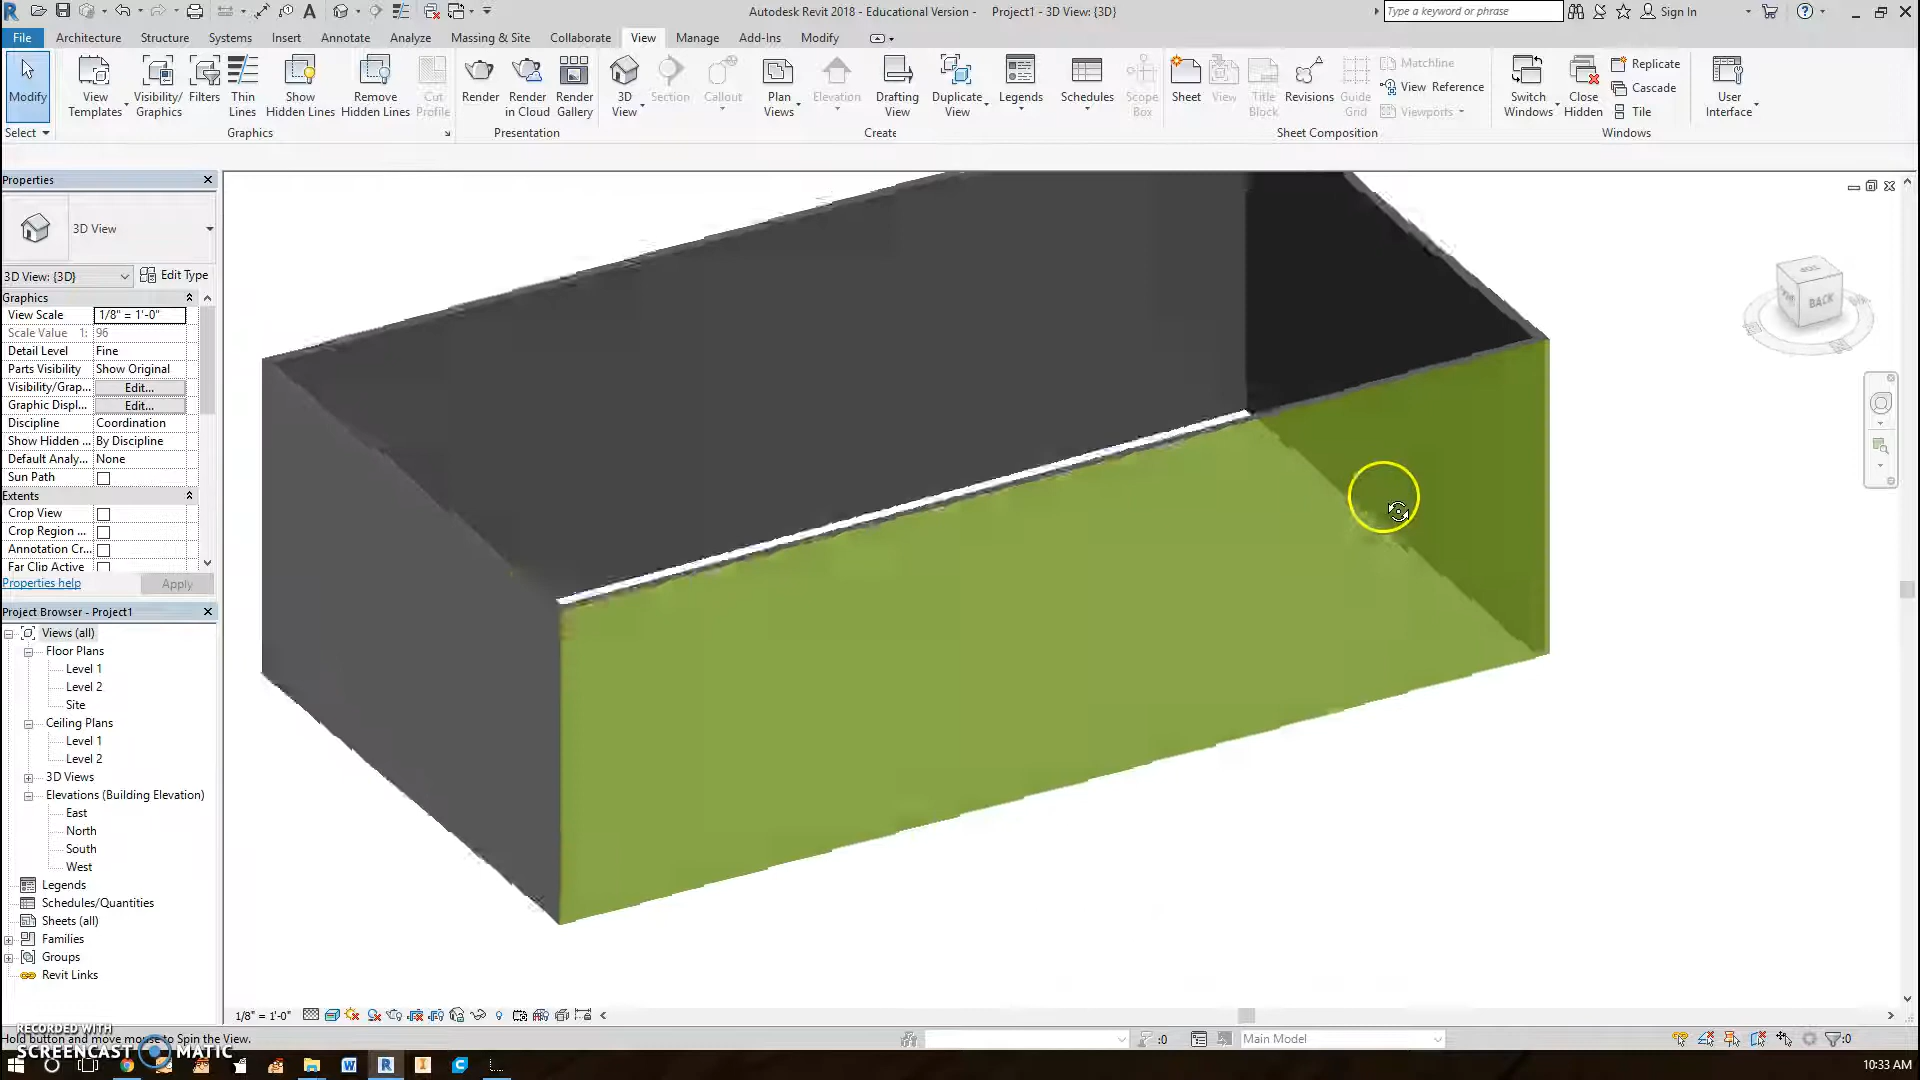 Autodesk Revit 2018 - Educational Version - Project1 - 3D View: {3D}
Type a keyword or phrase
Sign In
File Architecture Structure Systems Insert Annotate Analyze Massing & Site Collaborate View Manage Add-Ins Modify
Modify
View Templates
Visibility/ Graphics
Filters
Thin Lines
Show Hidden Lines
Remove Hidden Lines
Cut Profile
Render
Render in Cloud
Render Gallery
3D View
Section
Callout
Plan Views
Elevation
Drafting View
Duplicate View
Legends
Schedules
Scope Box
Sheet
View
Title Block
Revisions
Guide Grid
Matchline
View Reference
Viewports
Switch Windows
Close Hidden
Replicate
Cascade
Tile
User Interface
Select Graphics Presentation Create Sheet Composition Windows
Properties
3D View
3D View: {3D} Edit Type
Graphics
View Scale 1/8" = 1'-0"
Scale Value 1: 96
Detail Level Fine
Parts Visibility Show Original
Visibility/Grap... Edit...
Graphic Displ... Edit...
Discipline Coordination
Show Hidden ... By Discipline
Default Analy... None
Sun Path
Extents
Crop View
Crop Region ...
Annotation Cr...
Far Clip Active
Properties help Apply
Project Browser - Project1
Views (all)
Floor Plans
Level 1
Level 2
Site
Ceiling Plans
Level 1
Level 2
3D Views
Elevations (Building Elevation)
East
North
South
West
Legends
Schedules/Quantities
Sheets (all)
Families
Groups
Revit Links
TOP
BACK
1/8" = 1'-0"
RECORDED WITH
Hold button and move mouse to Spin the View.
:0
Main Model
:0
SCREENCAST MATIC
10:33 AM